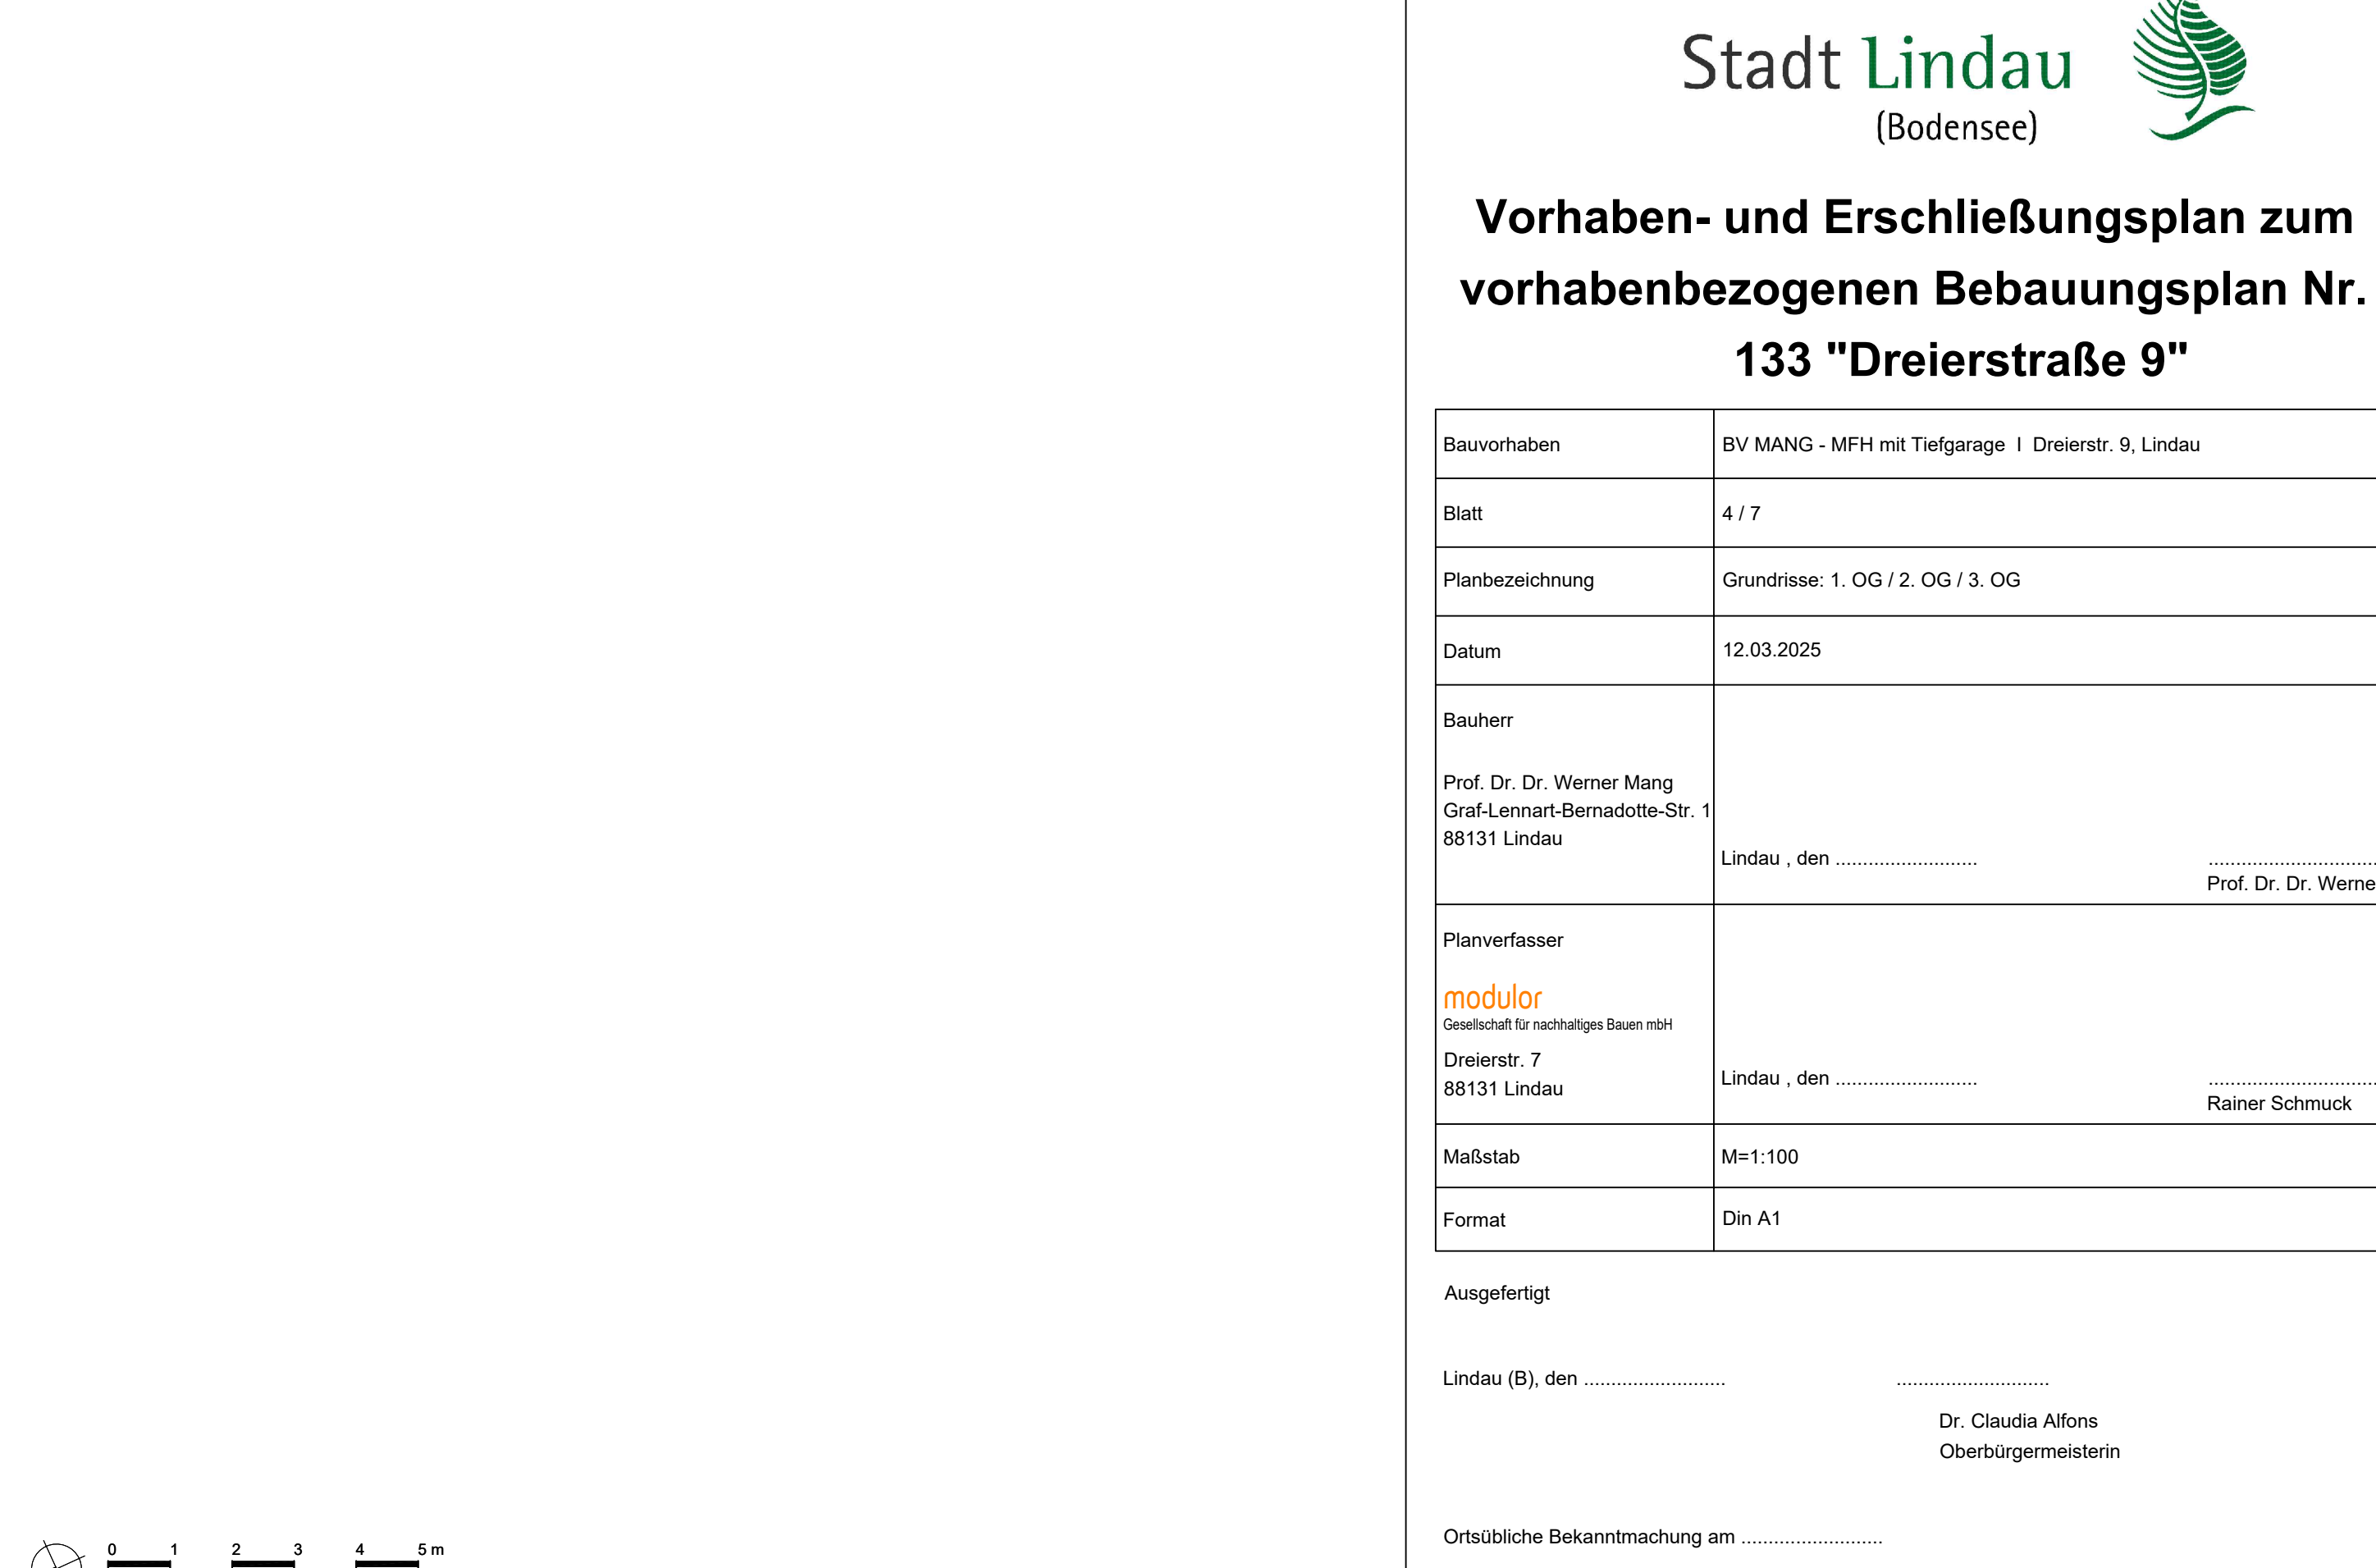 Stadt Lindau
(Bodensee)
Vorhaben- und Erschließungsplan zum
vorhabenbezogenen Bebauungsplan Nr.
133 "Dreierstraße 9"
Bauvorhaben BV MANG - MFH mit Tiefgarage I Dreierstr. 9, Lindau
Blatt 4 / 7
Planbezeichnung Grundrisse: 1. OG / 2. OG / 3. OG
Datum 12.03.2025
Bauherr
Prof. Dr. Dr. Werner Mang
Graf-Lennart-Bernadotte-Str. 1
88131 Lindau
Lindau , den .......................... ...............................
Prof. Dr. Dr. Werne
Planverfasser
modulor
Gesellschaft für nachhaltiges Bauen mbH
Dreierstr. 7
88131 Lindau
Lindau , den .......................... ...............................
Rainer Schmuck
Maßstab M=1:100
Format Din A1
Ausgefertigt
Lindau (B), den .......................... ............................
Dr. Claudia Alfons
Oberbürgermeisterin
Ortsübliche Bekanntmachung am ..........................
0 1 2 3 4 5 m